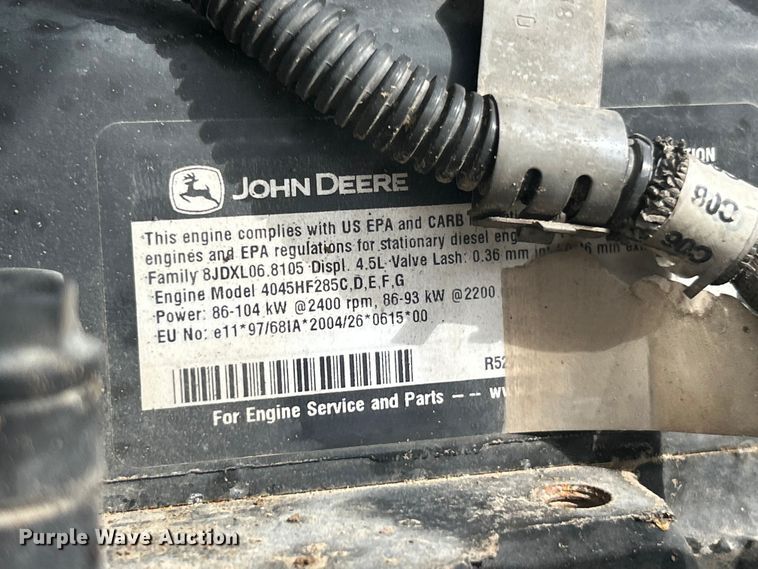 JOHN DEERE
This engine complies with US EPA and CARB
engines and EPA regulations for stationary diesel eng
Family 8JDXL06.8105 Displ. 4.5L Valve Lash: 0.36 mm
Engine Model 4045HF285C,D,E,F,G
Power: 86-104 kW @2400 rpm, 86-93 kW @2200
EU No: e11*97/68IA*2004/26*0615*00
R52
For Engine Service and Parts – – ww
C08
C06
Purple Wave Auction